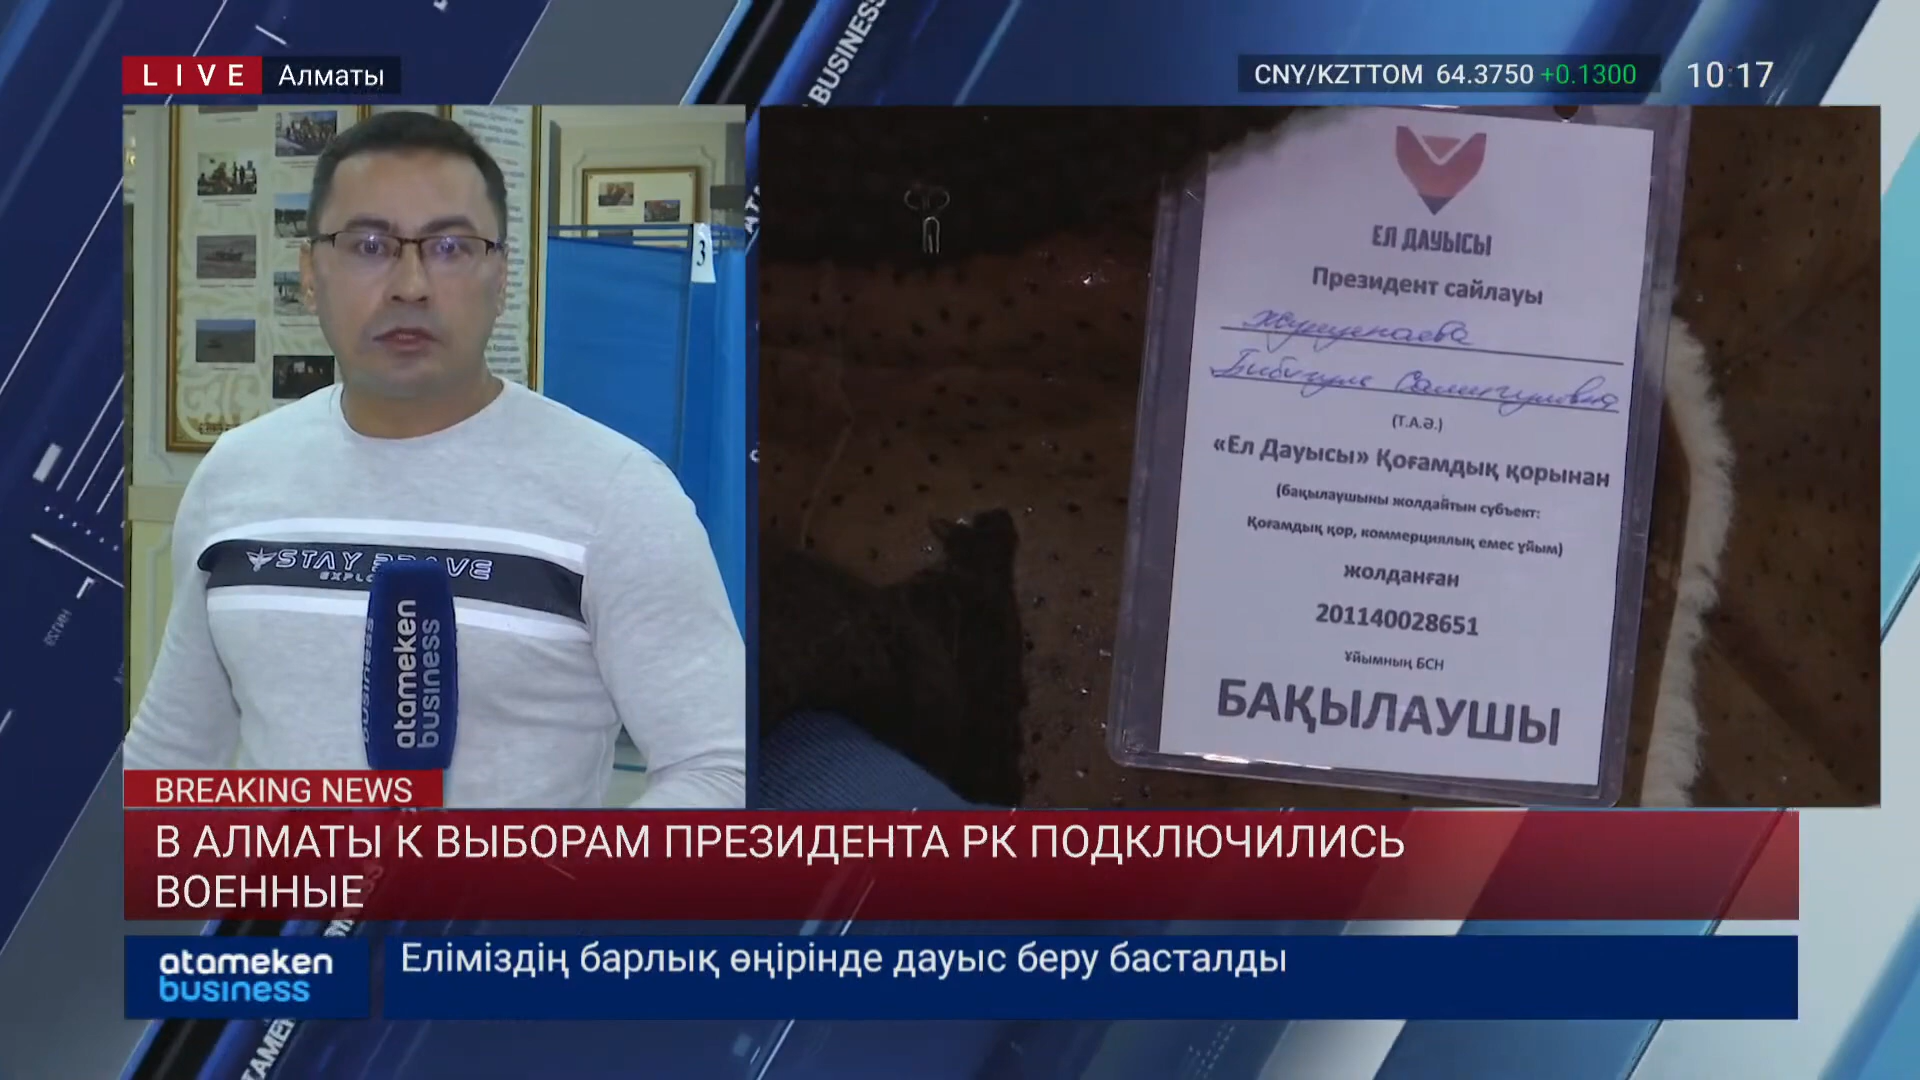 LIVE Алматы
CNY/KZTTOM 64.3750 +0.1300 10:17
BUSINESS
3
STAY BRAVE
atameken
business
ЕЛ ДАУЫСЫ
Президент сайлауы
Бибигуль
(Т.А.Ә.)
«Ел Дауысы» Қоғамдық қорынан
(бақылаушыны жолдайтын субъект:
Қоғамдық қор, коммерциялық емес ұйым)
жолданған
201140028651
Ұйымның БСН
БАҚЫЛАУШЫ
BREAKING NEWS
В АЛМАТЫ К ВЫБОРАМ ПРЕЗИДЕНТА РК ПОДКЛЮЧИЛИСЬ
ВОЕННЫЕ
atameken
business
Еліміздің барлық өңірінде дауыс беру басталды